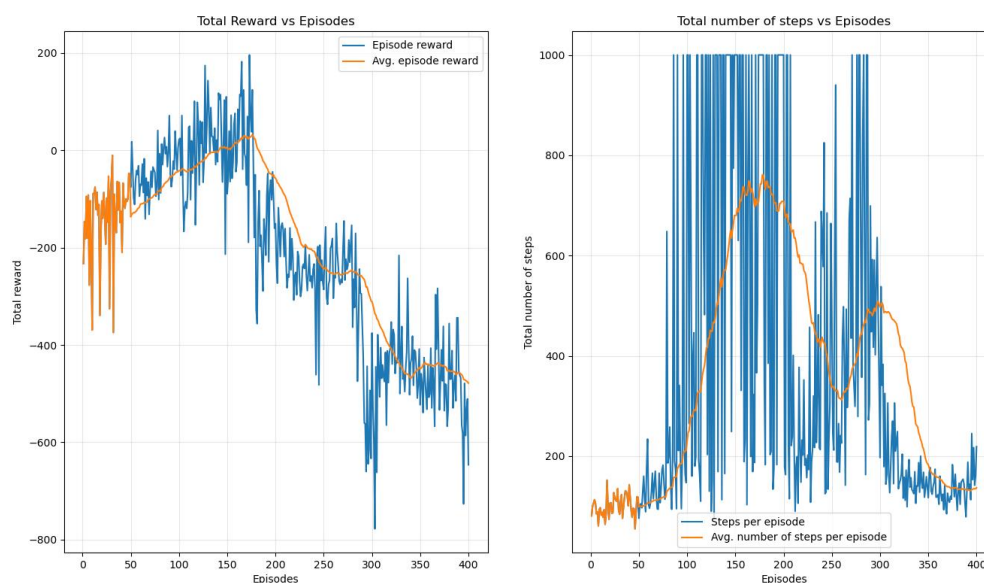 Total Reward vs Episodes
Episode reward
Avg. episode reward
200
0
−200
−400
−600
−800
Total reward
0 50 100 150 200 250 300 350 400
Episodes
Total number of steps vs Episodes
1000
800
600
400
200
Total number of steps
Steps per episode
Avg. number of steps per episode
0 50 100 150 200 250 300 350 400
Episodes